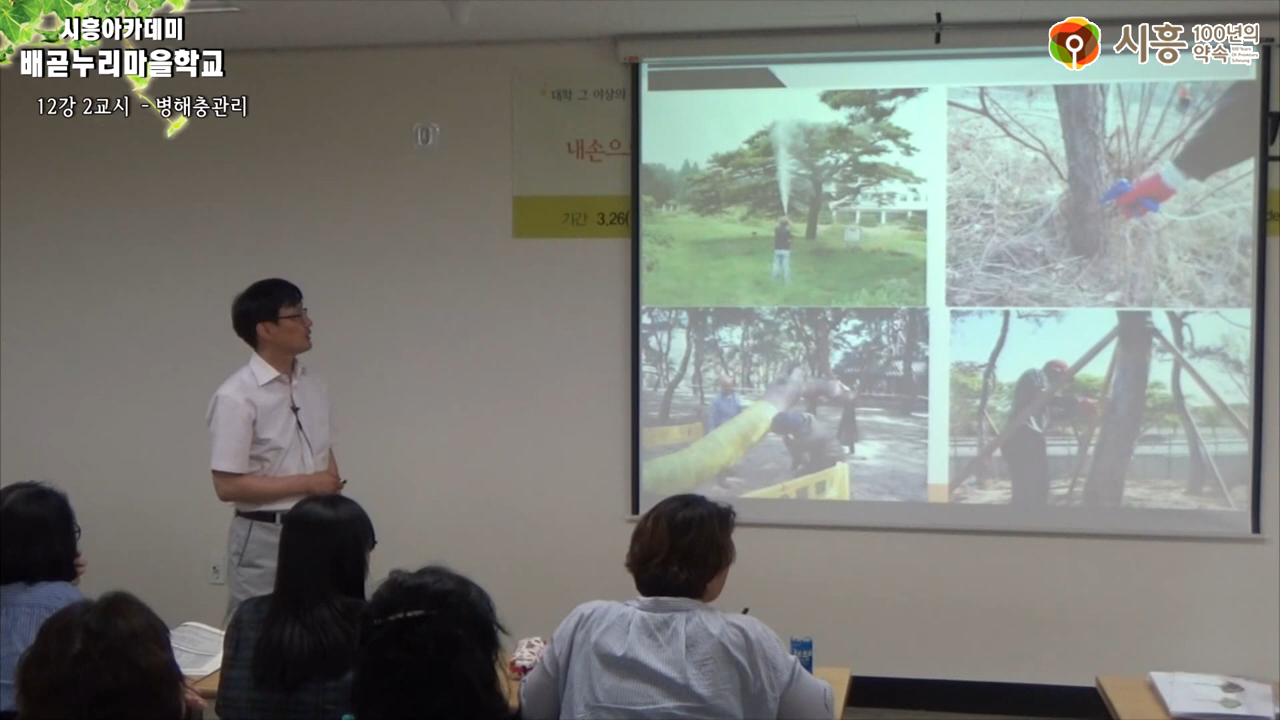 시흥아카데미
배곧누리마을학교
12강 2교시 - 병해충관리
시흥 100년의
약속
대학 그 이상의
내손으
기간 3.26(